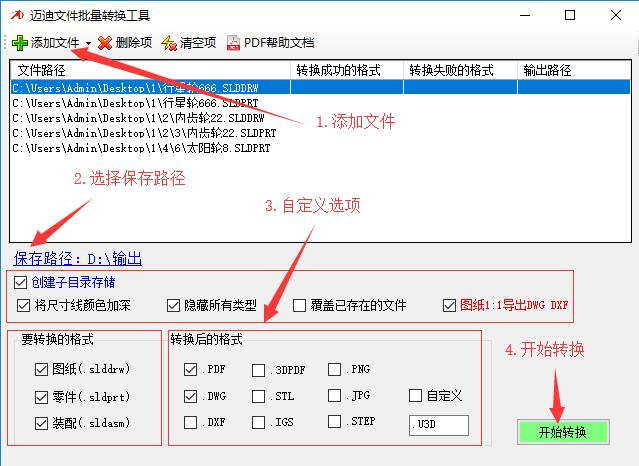 迈迪文件批量转换工具
添加文件 删除项 清空项 PDF帮助文档
文件路径 转换成功的格式 转换失败的格式 输出路径
C:\Users\Admin\Desktop\1\行星轮666.SLDDRW
C:\Users\Admin\Desktop\1\行星轮666.SLDPRT
C:\Users\Admin\Desktop\1\2\内齿轮22.SLDDRW
C:\Users\Admin\Desktop\1\2\3\内齿轮22.SLDPRT
C:\Users\Admin\Desktop\1\4\6\太阳轮8.SLDPRT
1.添加文件
2.选择保存路径
3.自定义选项
保存路径：D:\输出
创建子目录存储
将尺寸线颜色加深 隐藏所有类型 覆盖已存在的文件 图纸1:1导出DWG DXF
要转换的格式 转换后的格式
4.开始转换
图纸(.slddrw) .PDF .3DPDF .PNG
零件(.sldprt) .DWG .STL .JPG 自定义
装配(.sldasm) .DXF .IGS .STEP .U3D
开始转换